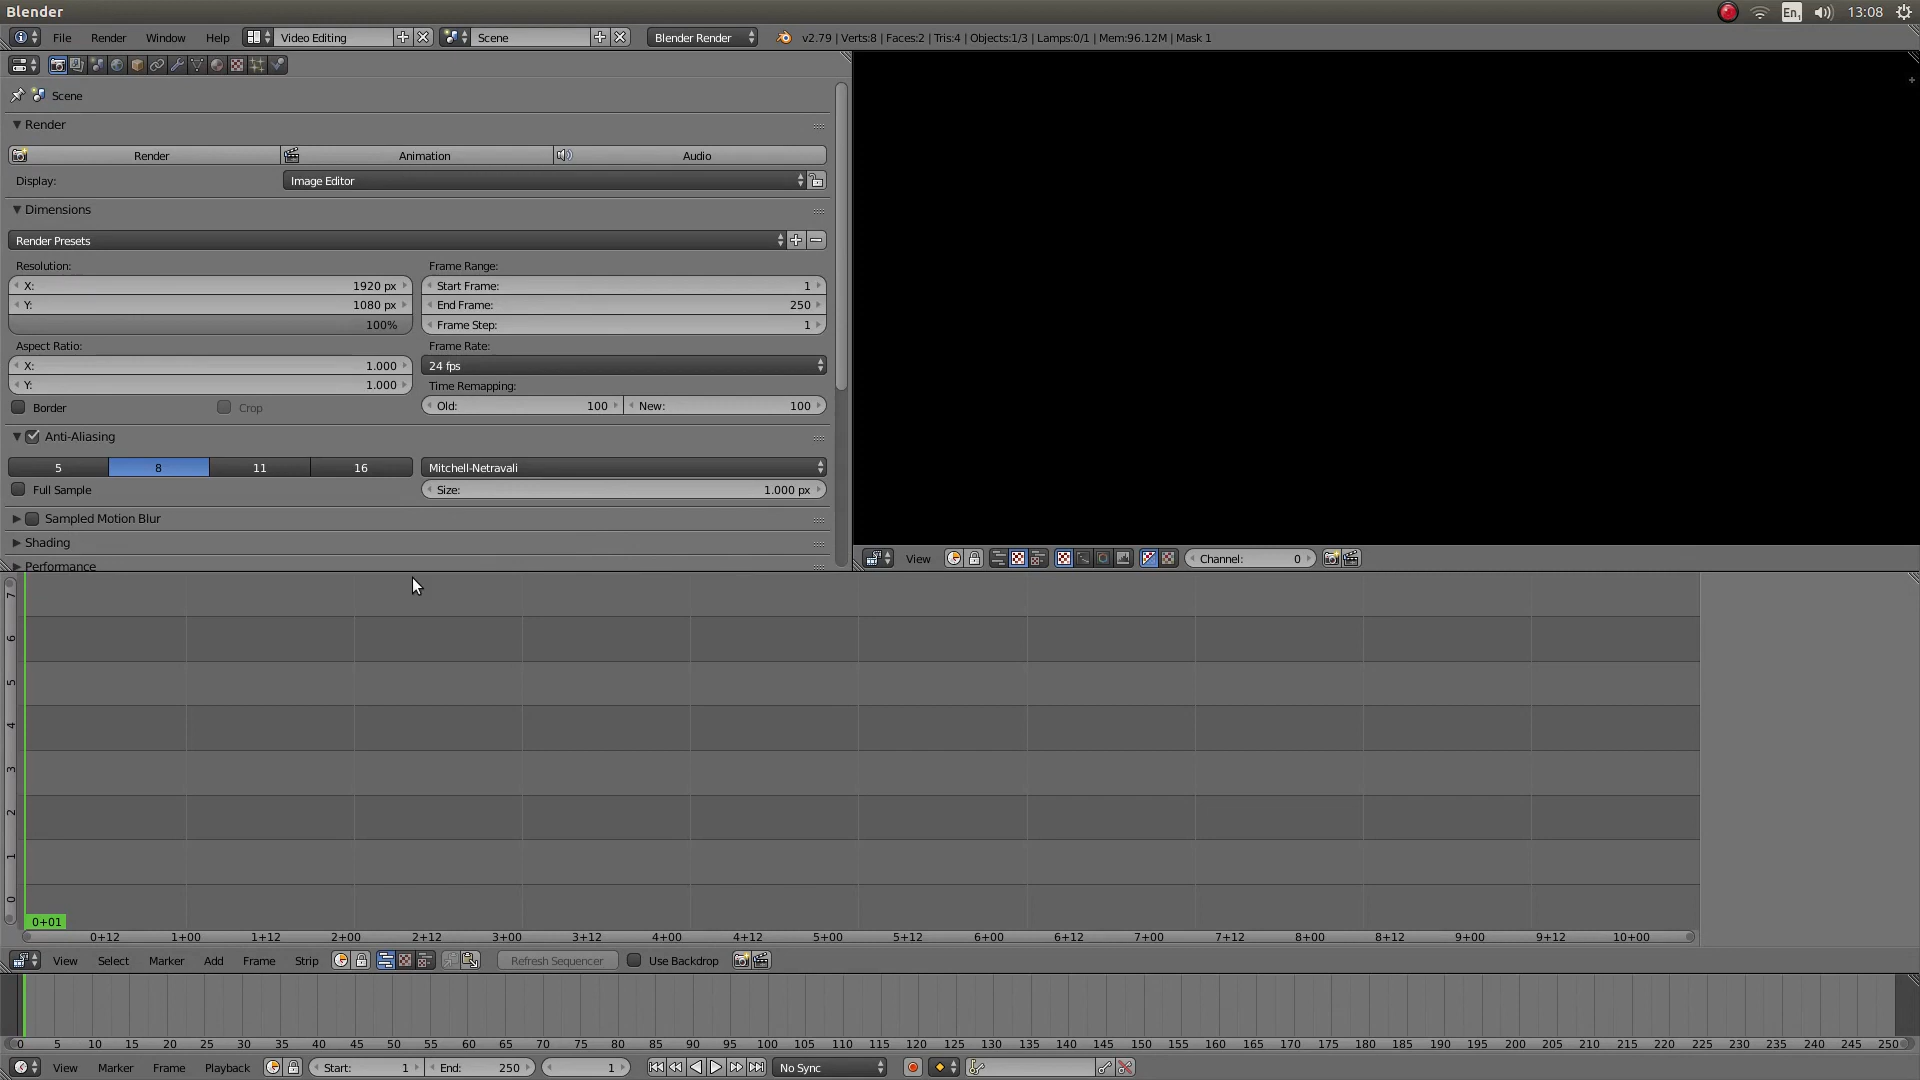 Blender
En1 13:08
File Render Window Help Video Editing Scene Blender Render v2.79 | Verts:8 | Faces:2 | Tris:4 | Objects:1/3 | Lamps:0/1 | Mem:96.12M | Mask 1
Scene
Render
Render Animation Audio
Display: Image Editor
Dimensions
Render Presets
Resolution: Frame Range:
X: 1920 px Start Frame: 1
Y: 1080 px End Frame: 250
100% Frame Step: 1
Aspect Ratio: Frame Rate:
X: 1.000 24 fps
Y: 1.000 Time Remapping:
Border Crop Old: 100 New: 100
Anti-Aliasing
5 8 11 16 Mitchell-Netravali
Full Sample Size: 1.000 px
Sampled Motion Blur
Shading
Performance
View Channel: 0
7
6
5
4
3
2
1
0
0+01
0+12 1+00 1+12 2+00 2+12 3+00 3+12 4+00 4+12 5+00 5+12 6+00 6+12 7+00 7+12 8+00 8+12 9+00 9+12 10+00
View Select Marker Add Frame Strip Refresh Sequencer Use Backdrop
0 5 10 15 20 25 30 35 40 45 50 55 60 65 70 75 80 85 90 95 100 105 110 115 120 125 130 135 140 145 150 155 160 165 170 175 180 185 190 195 200 205 210 215 220 225 230 235 240 245 250
View Marker Frame Playback Start: 1 End: 250 1 No Sync